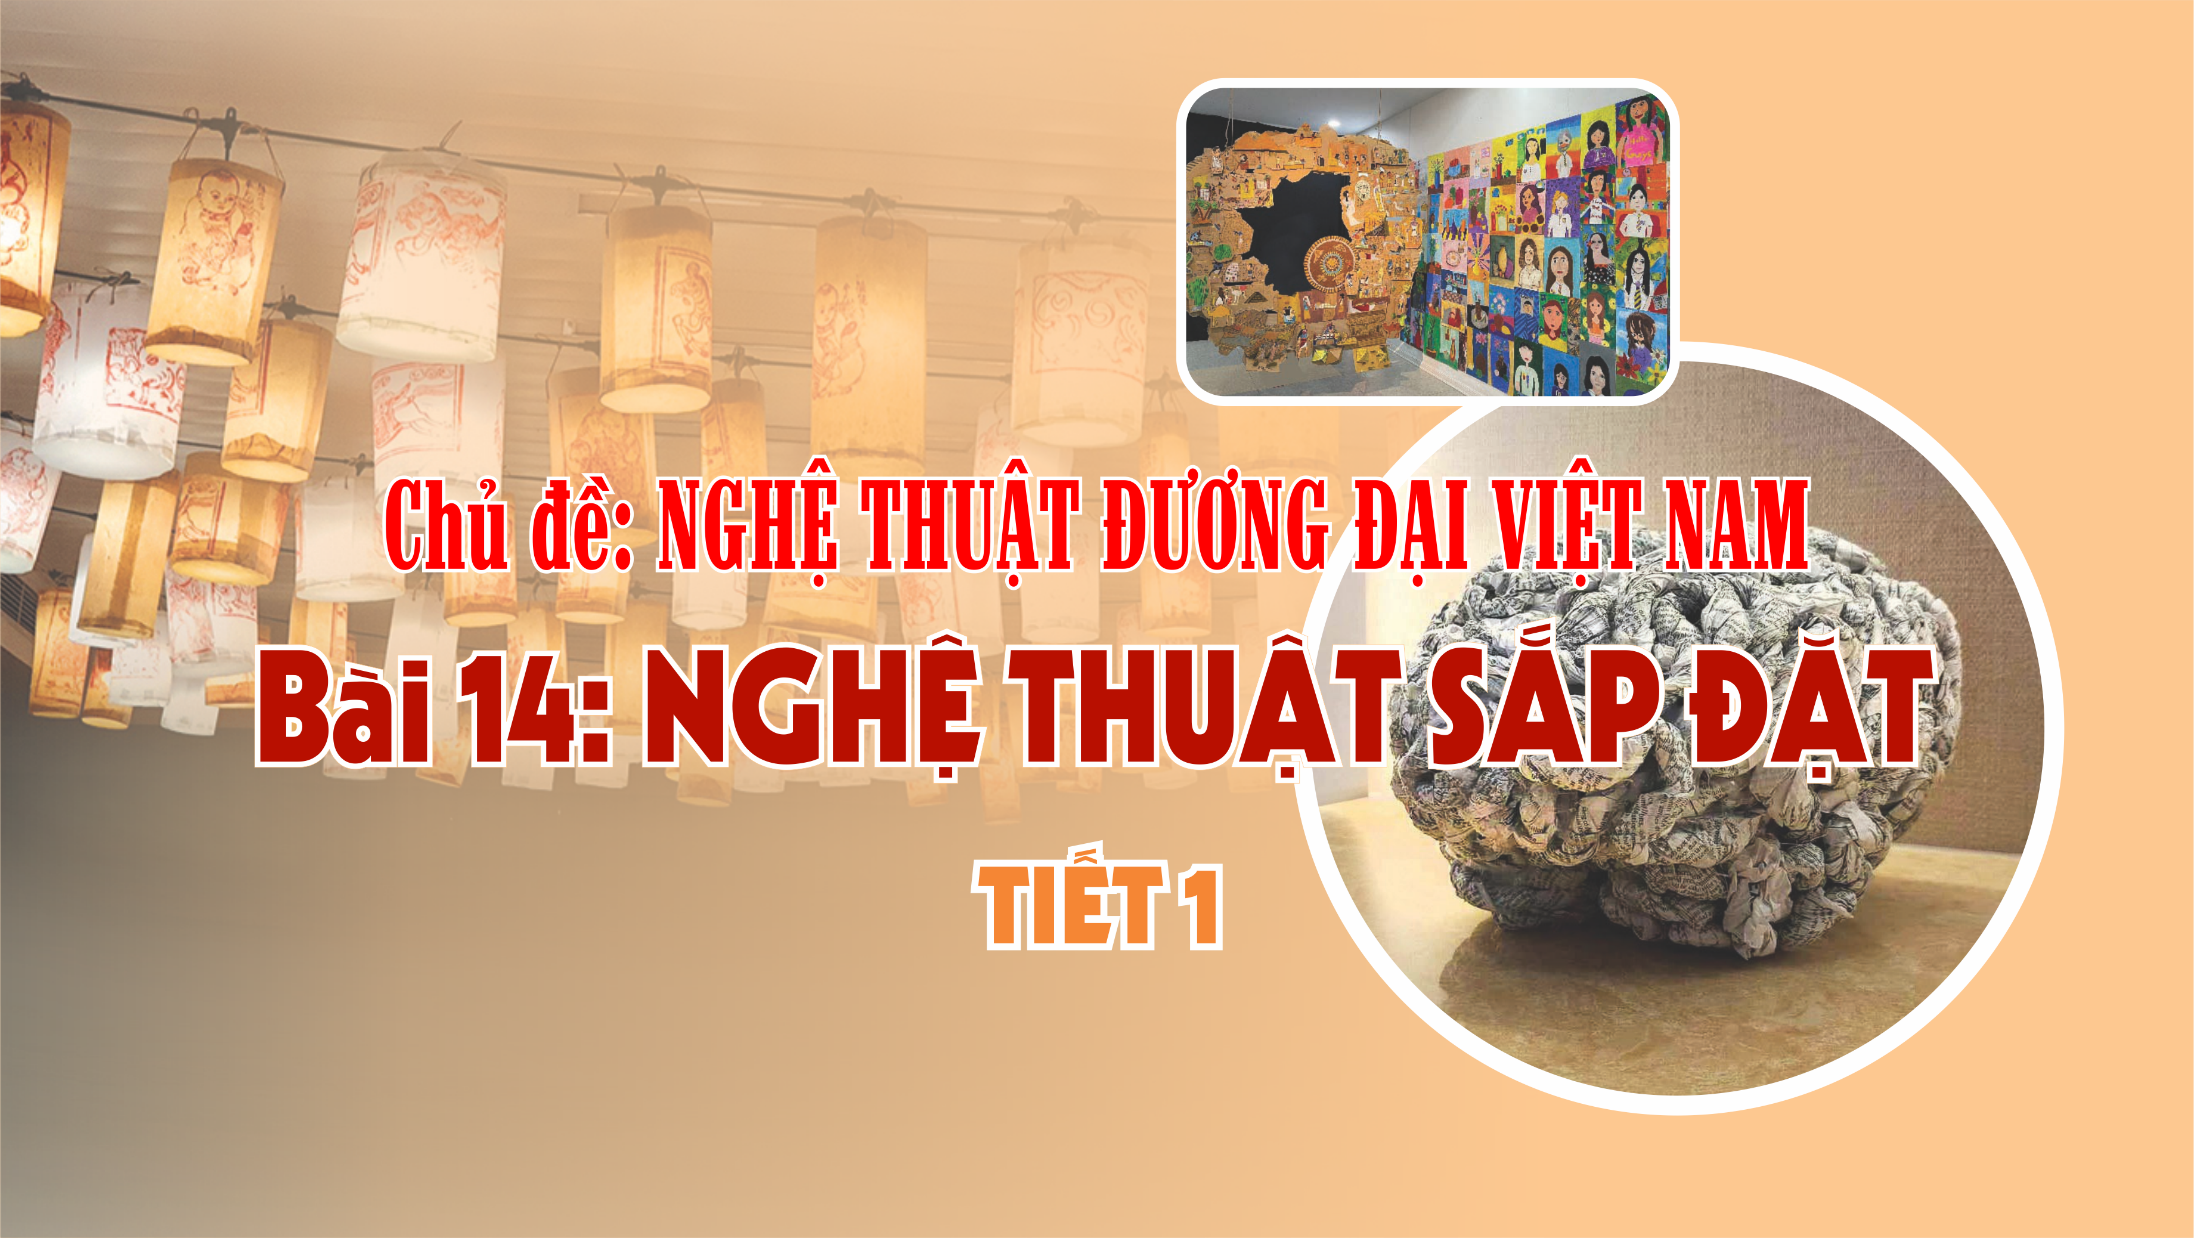 Chủ đề: NGHỆ THUẬT ĐƯƠNG ĐẠI VIỆT NAM
Bài 14: NGHỆ THUẬT SẮP ĐẶT
TIẾT 1